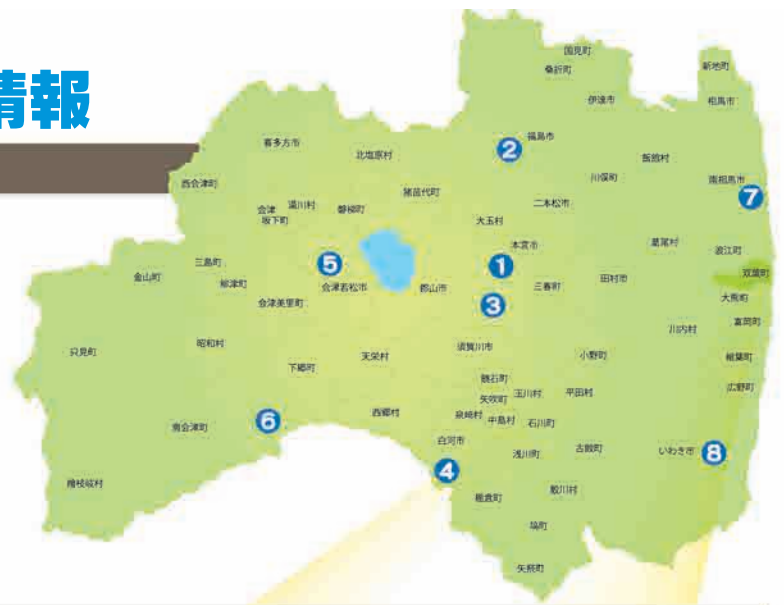 情報
国見町
桑折町
新地町
伊達市
相馬市
福島市
喜多方市
②
北塩原村
飯舘村
川俣町
南相馬市
西会津町
猪苗代町
⑦
湯川村
会津
坂下町
磐梯町
二本松市
大玉村
本宮市
葛尾村
浪江町
三島町
⑤
①
金山町
柳津町
会津若松市
郡山市
三春町
田村市
双葉町
会津美里町
③
大熊町
富岡町
川内村
只見町
昭和村
天栄村
須賀川市
小野町
楢葉町
下郷町
鏡石町
玉川村
平田村
広野町
矢吹町
南会津町
⑥
西郷村
泉崎村
中島村
石川町
白河市
浅川町
古殿町
いわき市
⑧
④
檜枝岐村
棚倉町
鮫川村
塙町
矢祭町